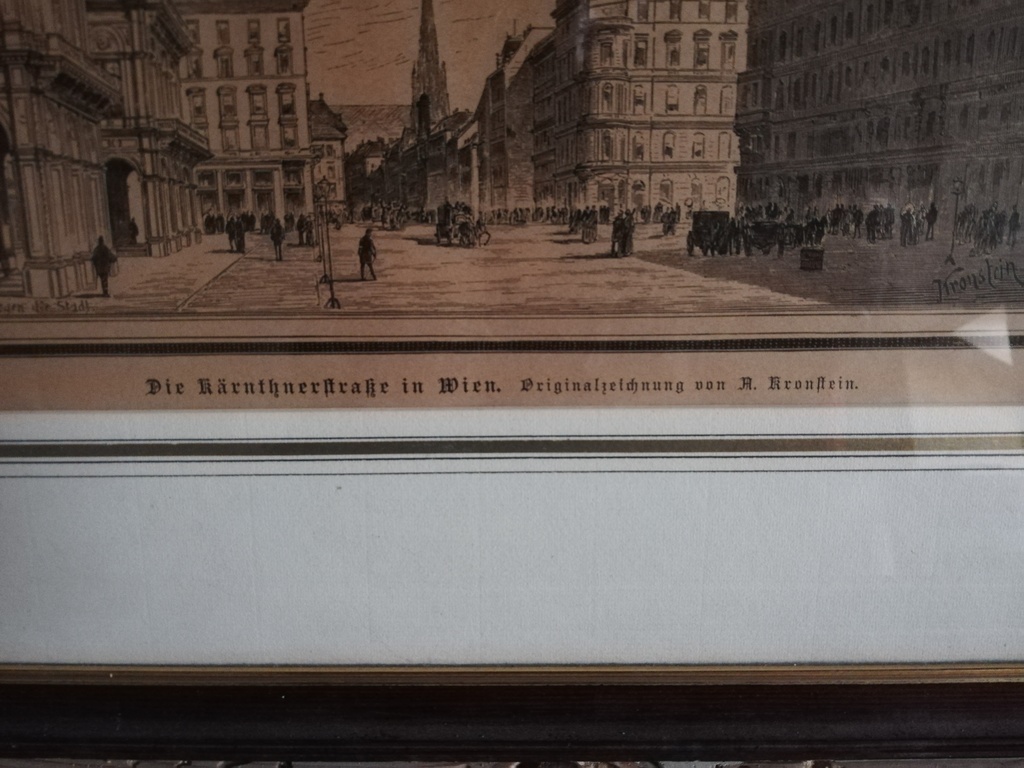 Kronstein
Die Kärnthnerstraße in Wien. Originalzeichnung von A. Kronstein.